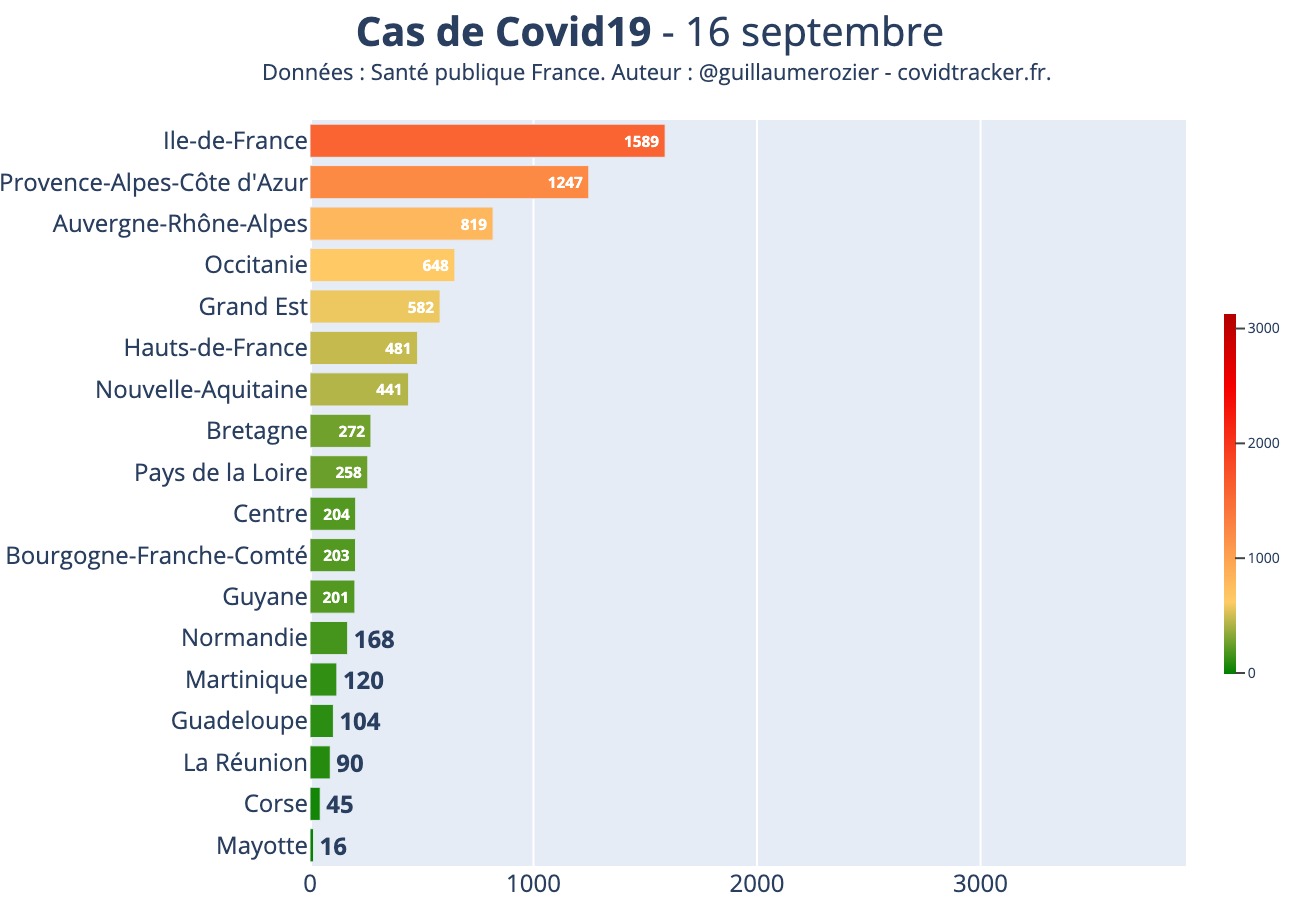 Cas de Covid19 - 16 septembre
Données : Santé publique France. Auteur : @guillaumerozier - covidtracker.fr.
Ile-de-France 1589
Provence-Alpes-Côte d'Azur 1247
Auvergne-Rhône-Alpes 819
Occitanie 648
Grand Est 582
Hauts-de-France 481
Nouvelle-Aquitaine 441
Bretagne 272
Pays de la Loire 258
Centre 204
Bourgogne-Franche-Comté 203
Guyane 201
Normandie 168
Martinique 120
Guadeloupe 104
La Réunion 90
Corse 45
Mayotte 16
0 1000 2000 3000
3000
2000
1000
0